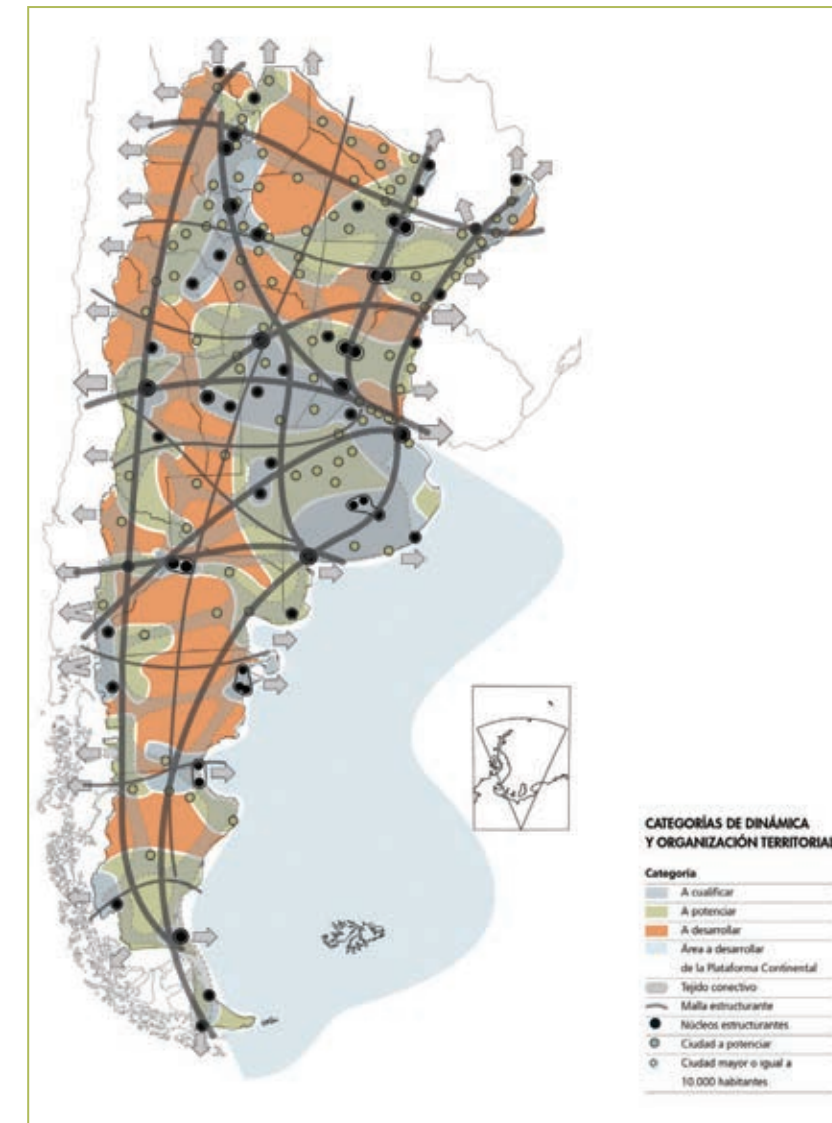 CATEGORÍAS DE DINÁMICA
Y ORGANIZACIÓN TERRITORIAL
Categoría
A cualificar
A potenciar
A desarrollar
Área a desarrollar
de la Plataforma Continental
Tejido conectivo
Malla estructurante
Núcleos estructurantes
Ciudad a potenciar
Ciudad mayor o igual a
10.000 habitantes